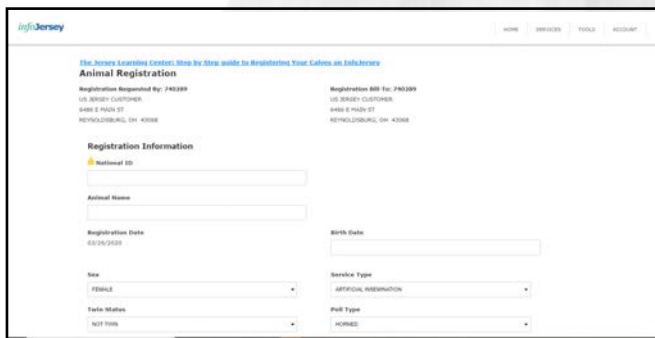 infoJersey
HOME SERVICES TOOLS ACCOUNT
The Jersey Learning Center: Step by Step guide to Registering Your Calves on InfoJersey
Animal Registration
Registration Requested By: 740289 Registration Bill-To: 740289
US JERSEY CUSTOMER US JERSEY CUSTOMER
6486 E MAIN ST 6486 E MAIN ST
REYNOLDSBURG, OH 43068 REYNOLDSBURG, OH 43068
Registration Information
National ID
Animal Name
Registration Date Birth Date
03/26/2020
Sex Service Type
FEMALE ARTIFICIAL INSEMINATION
Twin Status Poll Type
NOT TWIN HORNED